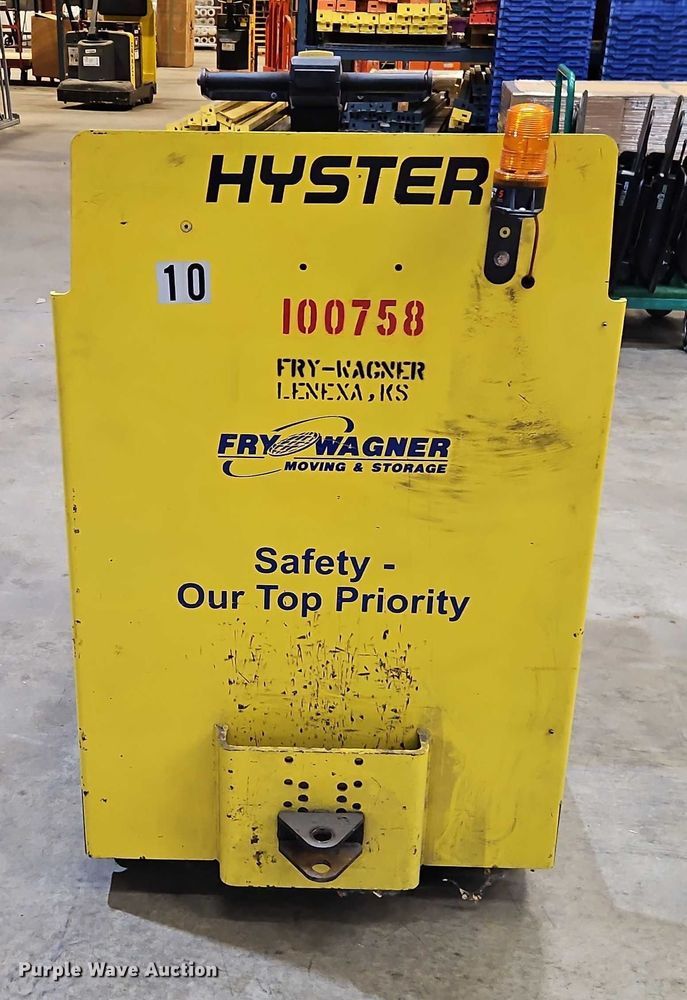 HYSTER
10
100758
FRY-WAGNER
LENEXA,KS
FRY WAGNER
MOVING & STORAGE
Safety -
Our Top Priority
Purple Wave Auction